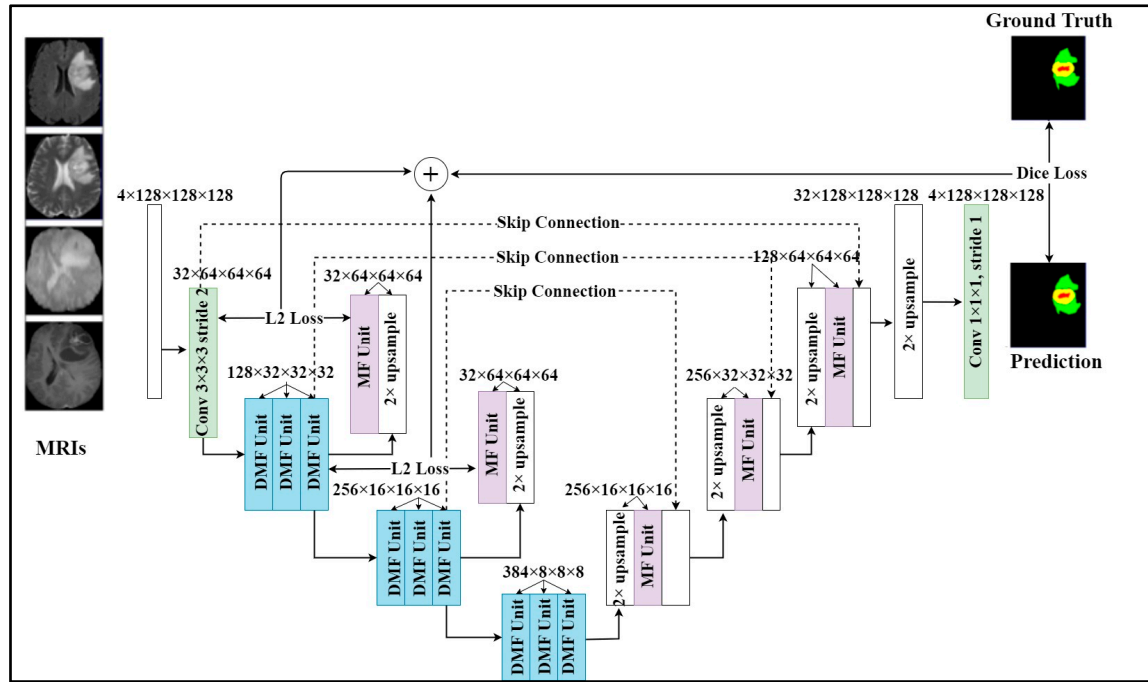 Ground Truth
Dice Loss
4×128×128×128
32×128×128×128
4×128×128×128
Skip Connection
Skip Connection
Skip Connection
32×64×64×64
Conv 3×3×3 stride 2
L2 Loss
32×64×64×64
MF Unit
2× upsample
128×64×64×64
2× upsample
MF Unit
2× upsample
Conv 1×1×1, stride 1
Prediction
MRIs
128×32×32×32
DMF Unit
DMF Unit
DMF Unit
L2 Loss
32×64×64×64
MF Unit
2× upsample
256×32×32×32
2× upsample
MF Unit
256×16×16×16
DMF Unit
DMF Unit
DMF Unit
256×16×16×16
2× upsample
MF Unit
384×8×8×8
DMF Unit
DMF Unit
DMF Unit
+